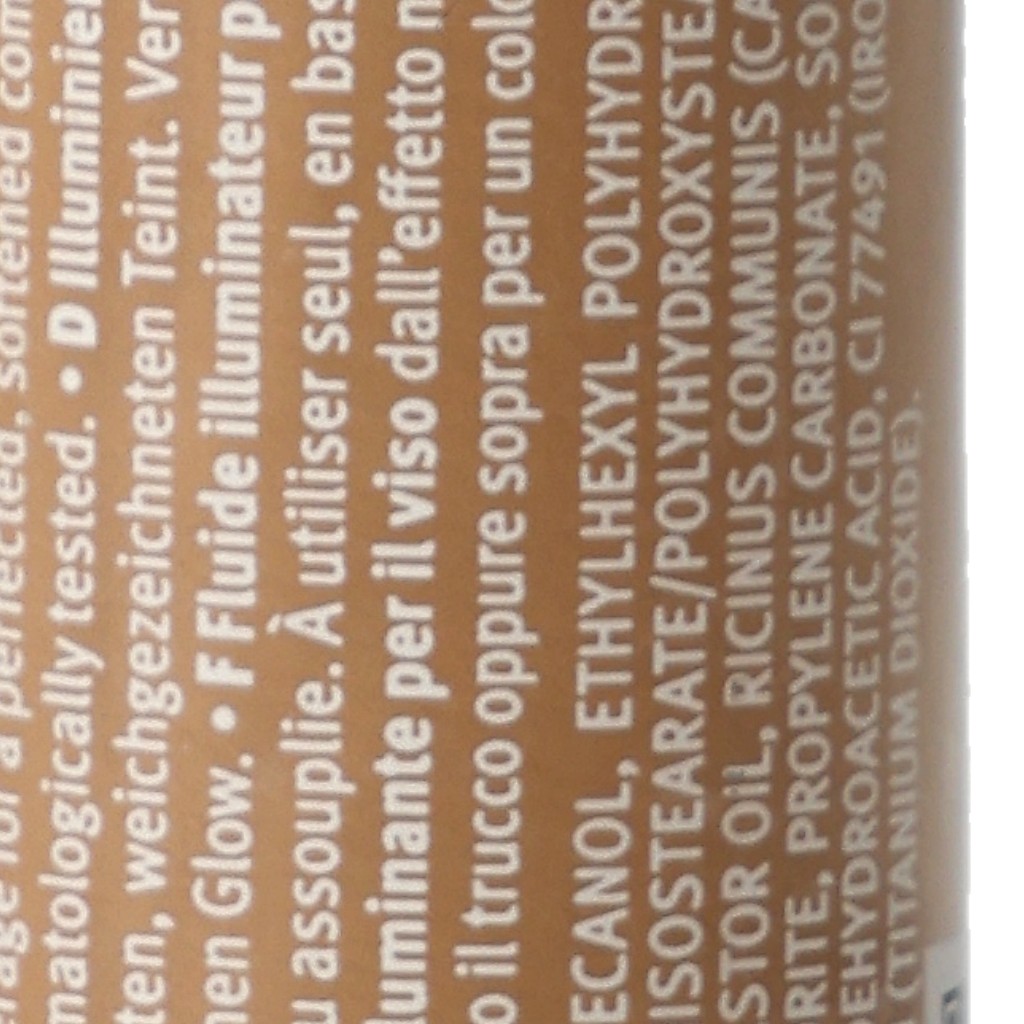 perfected, softened com
matologically tested. • D Illuminie
ten, weichgezeichneten Teint. Ver
nen Glow. • F Fluide illuminateur p
u assouplie. À utiliser seul, en bas
luminante per il viso dall'effetto n
o il trucco oppure sopra per un colo
ECANOL, ETHYLHEXYL POLYHYDR
ISOSTEARATE/POLYHYDROXYSTEA
STOR OIL, RICINUS COMMUNIS (CA
RITE, PROPYLENE CARBONATE, SO
EHYDROACETIC ACID, CI 77491 (IRO
(TITANIUM DIOXIDE).